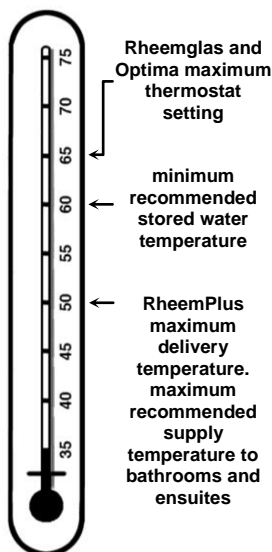 75
70
65
60
55
50
45
40
35
Rheemglas and
Optima maximum
thermostat
setting
minimum
recommended
stored water
temperature
RheemPlus
maximum
delivery
temperature.
maximum
recommended
supply
temperature to
bathrooms and
ensuites